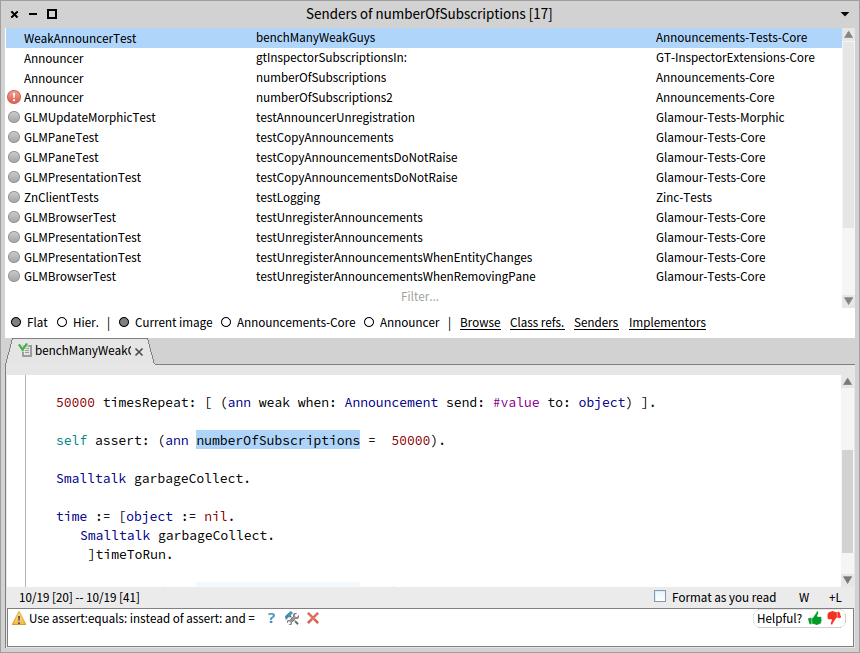 Senders of numberOfSubscriptions [17]
WeakAnnouncerTest benchManyWeakGuys Announcements-Tests-Core
Announcer gtInspectorSubscriptionsIn: GT-InspectorExtensions-Core
Announcer numberOfSubscriptions Announcements-Core
Announcer numberOfSubscriptions2 Announcements-Core
GLMUpdateMorphicTest testAnnouncerUnregistration Glamour-Tests-Morphic
GLMPaneTest testCopyAnnouncements Glamour-Tests-Core
GLMPaneTest testCopyAnnouncementsDoNotRaise Glamour-Tests-Core
GLMPresentationTest testCopyAnnouncementsDoNotRaise Glamour-Tests-Core
ZnClientTests testLogging Zinc-Tests
GLMBrowserTest testUnregisterAnnouncements Glamour-Tests-Core
GLMPresentationTest testUnregisterAnnouncements Glamour-Tests-Core
GLMPresentationTest testUnregisterAnnouncementsWhenEntityChanges Glamour-Tests-Core
GLMBrowserTest testUnregisterAnnouncementsWhenRemovingPane Glamour-Tests-Core
Filter...
Flat Hier. | Current image Announcements-Core Announcer | Browse Class refs. Senders Implementors
benchManyWeakG
50000 timesRepeat: [ (ann weak when: Announcement send: #value to: object) ].
self assert: (ann numberOfSubscriptions = 50000).
Smalltalk garbageCollect.
time := [object := nil.
Smalltalk garbageCollect.
]timeToRun.
10/19 [20] -- 10/19 [41] Format as you read W +L
Use assert:equals: instead of assert: and = ? Helpful?